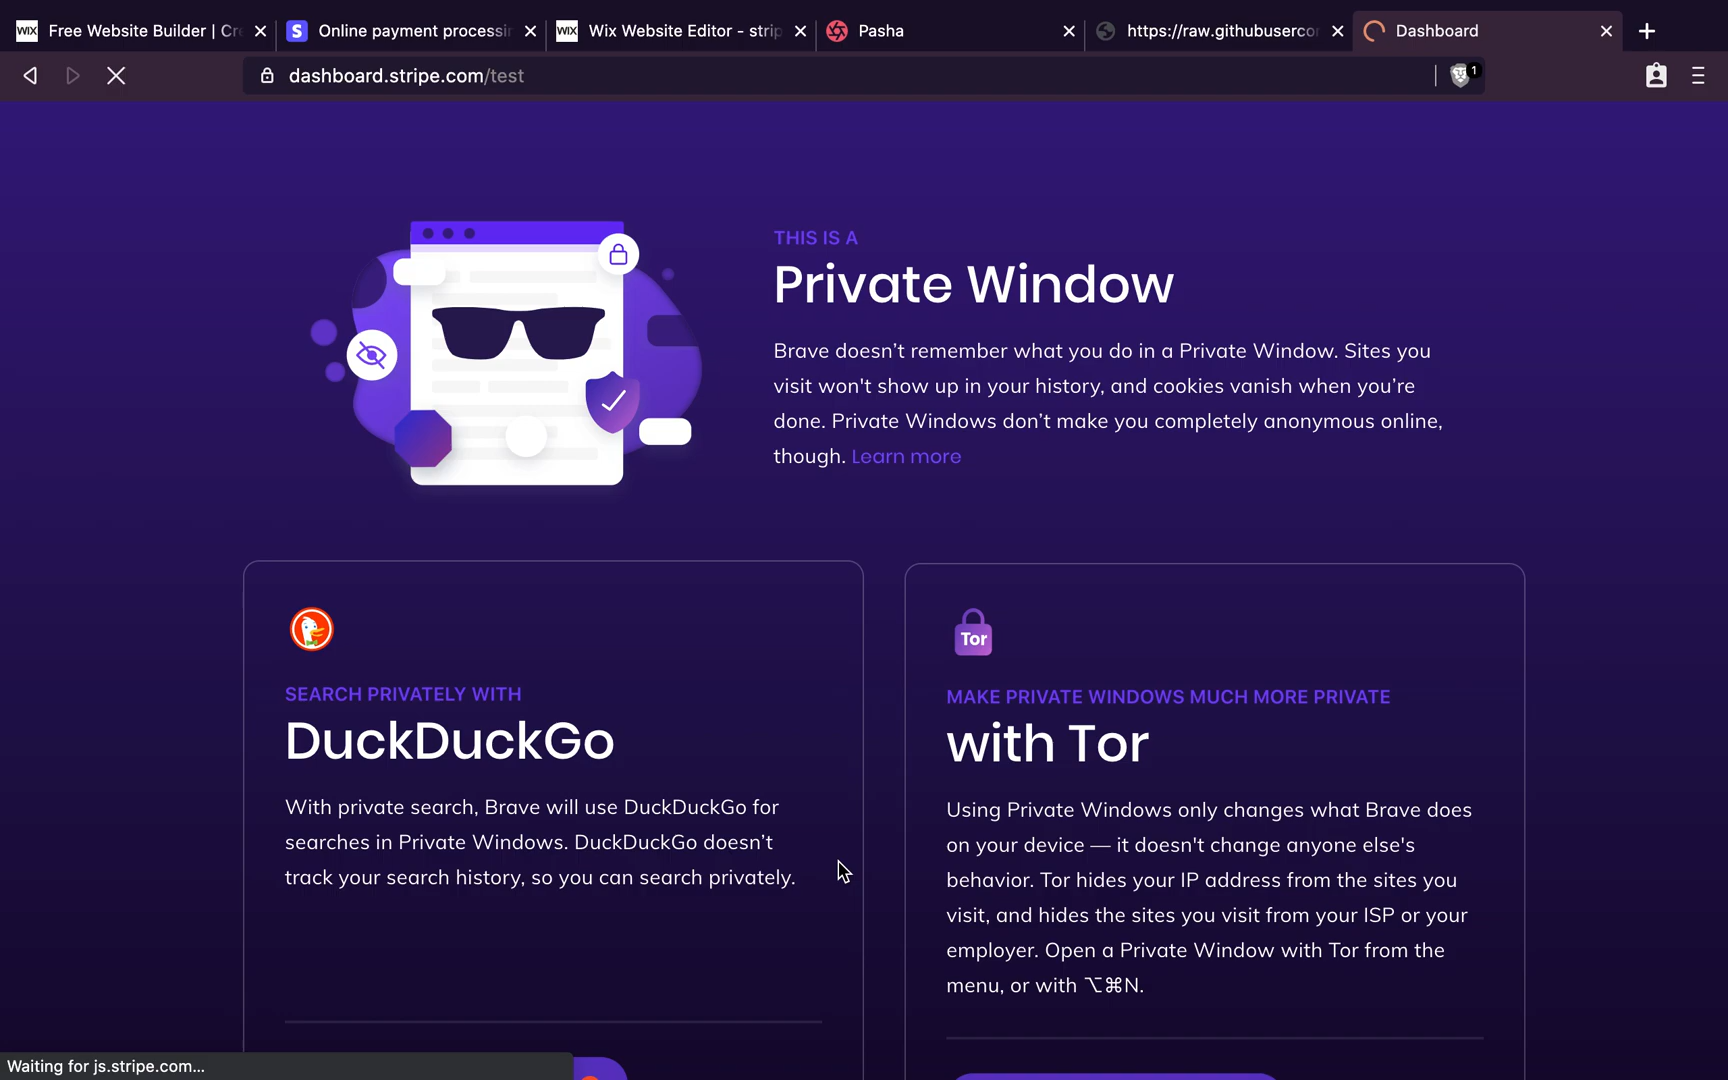 WIX Free Website Builder | Cre
S Online payment processin
WIX Wix Website Editor - strip
Pasha
https://raw.githubusercon
Dashboard
dashboard.stripe.com/test
1
THIS IS A
Private Window
Brave doesn’t remember what you do in a Private Window. Sites you
visit won't show up in your history, and cookies vanish when you’re
done. Private Windows don’t make you completely anonymous online,
though. Learn more
SEARCH PRIVATELY WITH
DuckDuckGo
With private search, Brave will use DuckDuckGo for
searches in Private Windows. DuckDuckGo doesn’t
track your search history, so you can search privately.
Tor
MAKE PRIVATE WINDOWS MUCH MORE PRIVATE
with Tor
Using Private Windows only changes what Brave does
on your device — it doesn't change anyone else's
behavior. Tor hides your IP address from the sites you
visit, and hides the sites you visit from your ISP or your
employer. Open a Private Window with Tor from the
menu, or with ⌥⌘N.
Waiting for js.stripe.com...